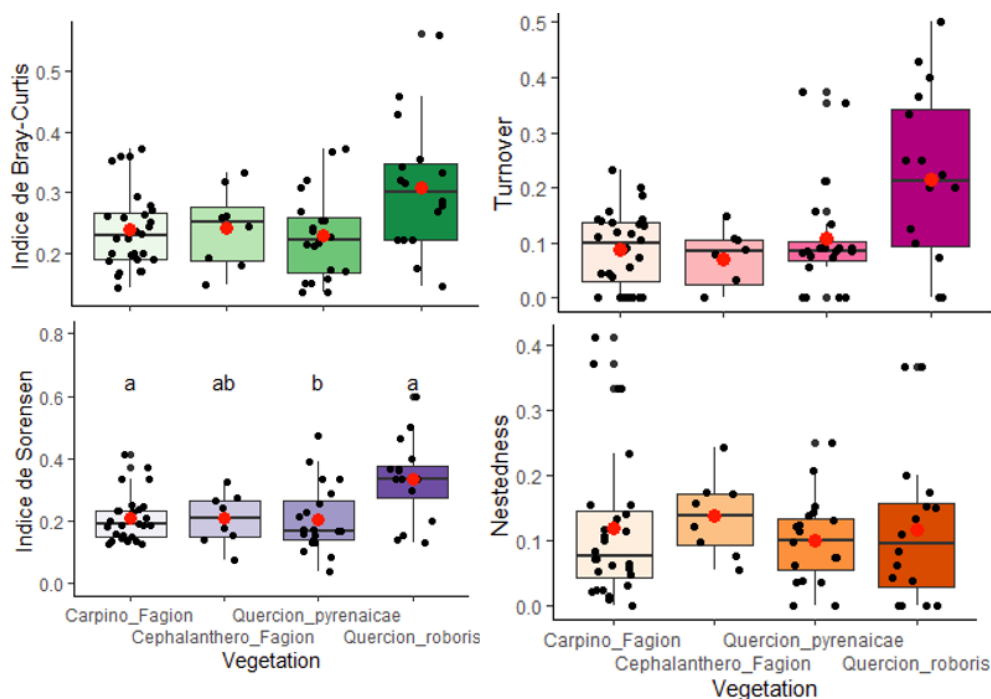 Indice de Bray-Curtis
0.5
0.4
0.3
0.2
Turnover
0.5
0.4
0.3
0.2
0.1
0.0
Indice de Sorensen
0.8
0.6
0.4
0.2
0.0
a
ab
b
a
Carpino_Fagion
Quercion_pyrenaicae
Cephalanthero_Fagion
Quercion_roboris
Vegetation
Nestedness
0.4
0.3
0.2
0.1
0.0
Carpino_Fagion
Quercion_pyrenaicae
Cephalanthero_Fagion
Quercion_roboris
Vegetation